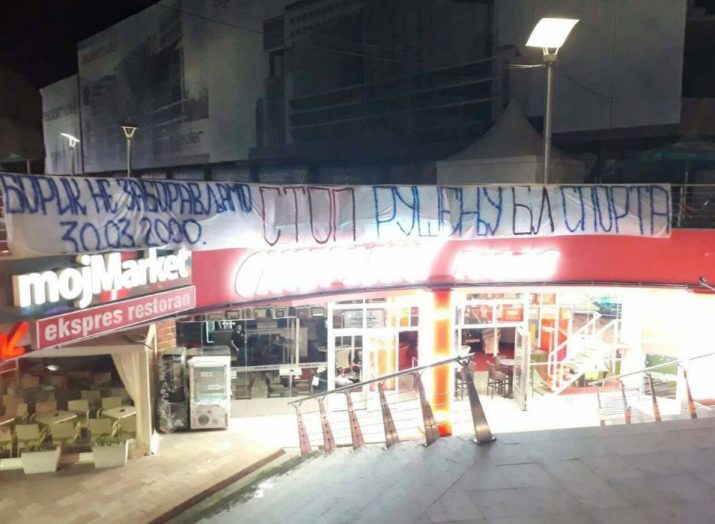 БОРИК НЕ ЗАБОРАВЉАМО
30.03.2000.
СТОП РУШЕЊУ БЛ СПОРТА
mojMarket
ekspres restoran